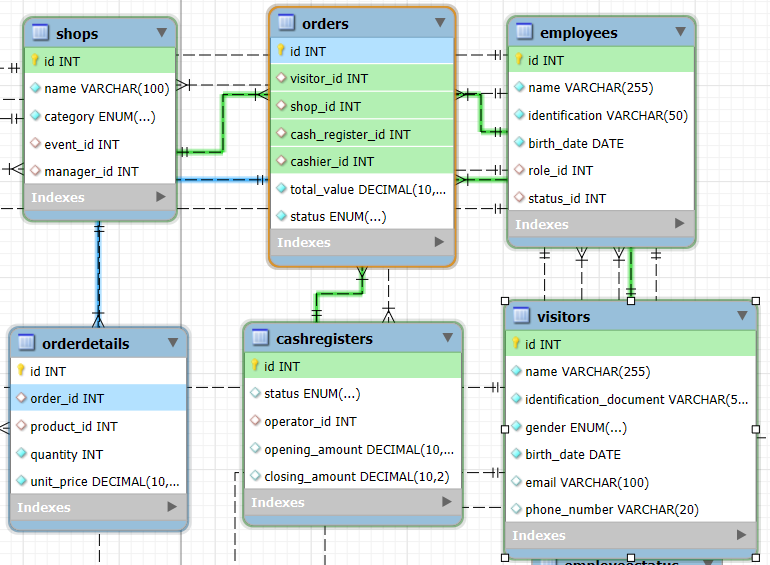 shops
id INT
name VARCHAR(100)
category ENUM(...)
event_id INT
manager_id INT
Indexes
orders
id INT
visitor_id INT
shop_id INT
cash_register_id INT
cashier_id INT
total_value DECIMAL(10,...
status ENUM(...)
Indexes
employees
id INT
name VARCHAR(255)
identification VARCHAR(50)
birth_date DATE
role_id INT
status_id INT
Indexes
orderdetails
id INT
order_id INT
product_id INT
quantity INT
unit_price DECIMAL(10,...
Indexes
cashregisters
id INT
status ENUM(...)
operator_id INT
opening_amount DECIMAL(10,...
closing_amount DECIMAL(10,2)
Indexes
visitors
id INT
name VARCHAR(255)
identification_document VARCHAR(5...
gender ENUM(...)
birth_date DATE
email VARCHAR(100)
phone_number VARCHAR(20)
Indexes
employeestatus